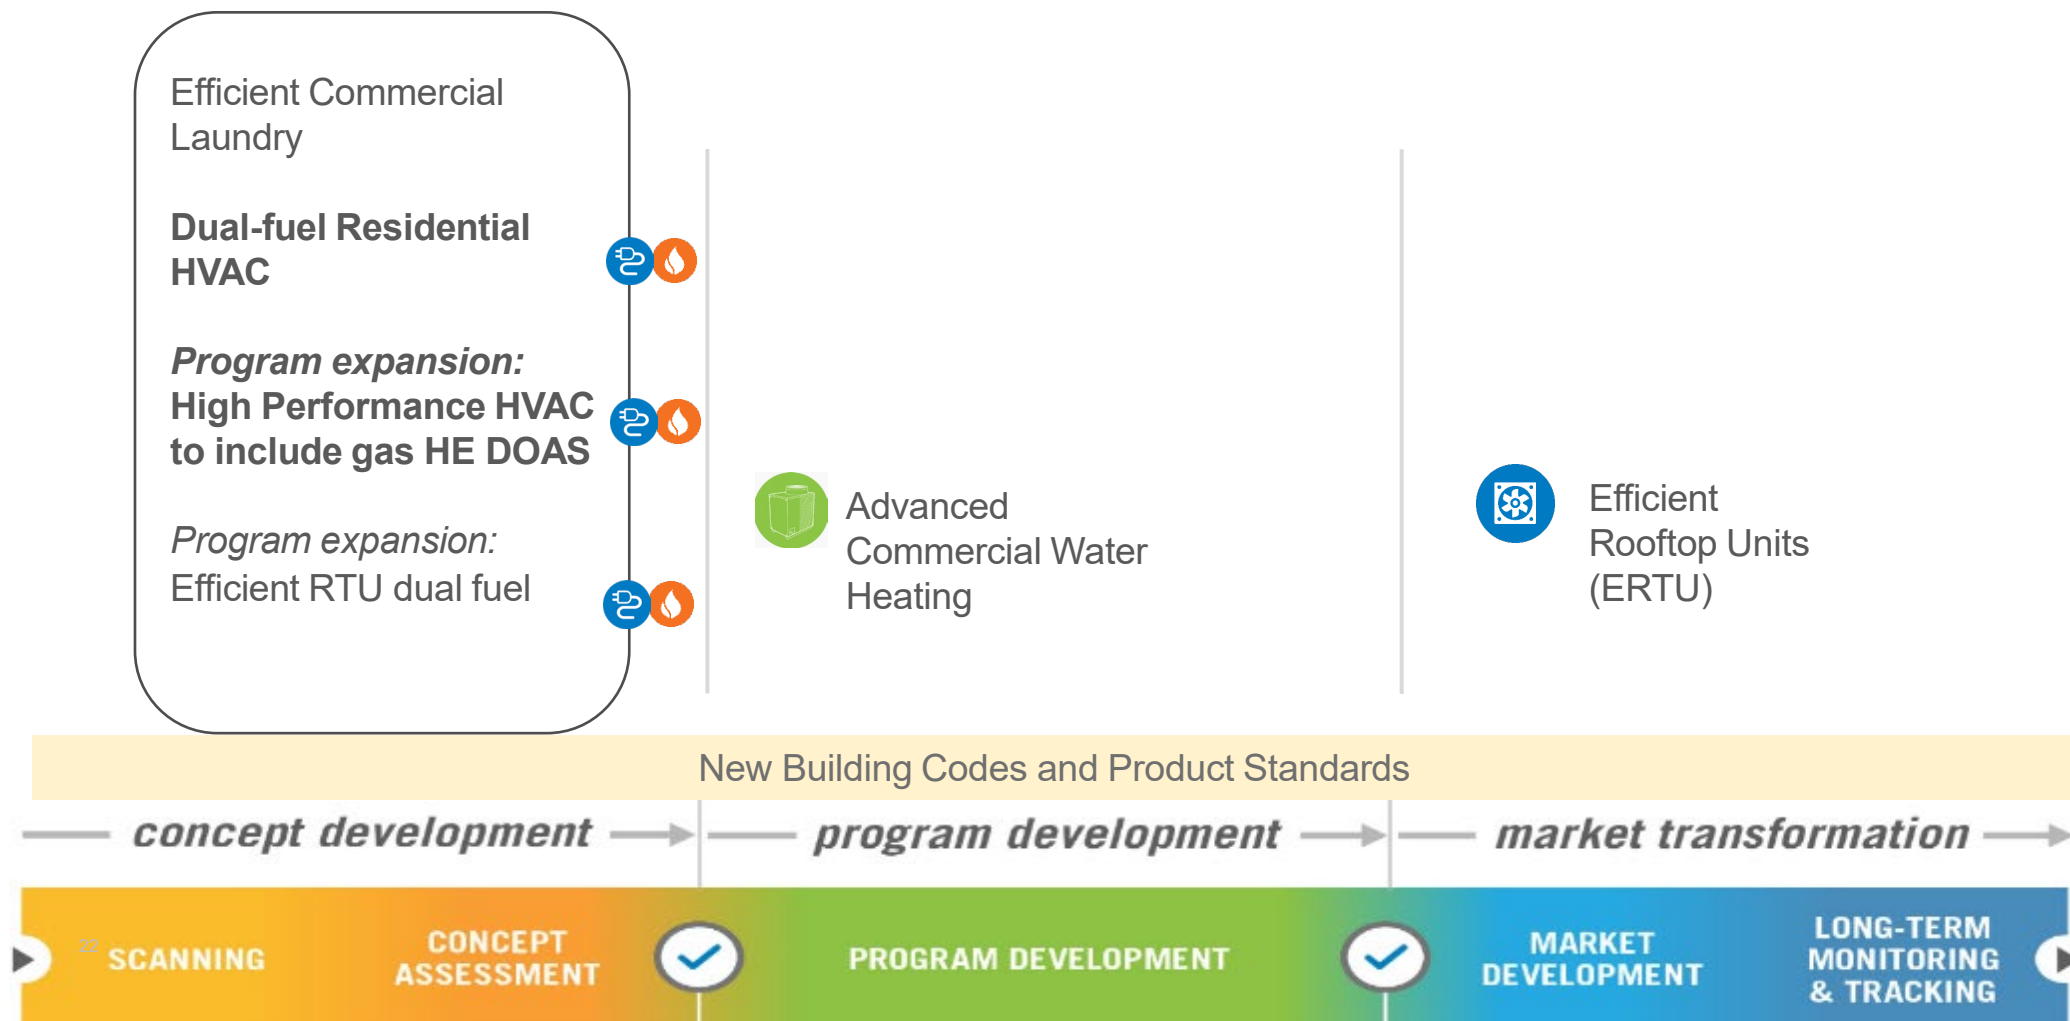 Efficient Commercial
Laundry
Dual-fuel Residential
HVAC
Program expansion:
High Performance HVAC
to include gas HE DOAS
Program expansion:
Efficient RTU dual fuel
Advanced
Commercial Water
Heating
Efficient
Rooftop Units
(ERTU)
New Building Codes and Product Standards
concept development
program development
market transformation
22
SCANNING
CONCEPT
ASSESSMENT
PROGRAM DEVELOPMENT
MARKET
DEVELOPMENT
LONG-TERM
MONITORING
& TRACKING